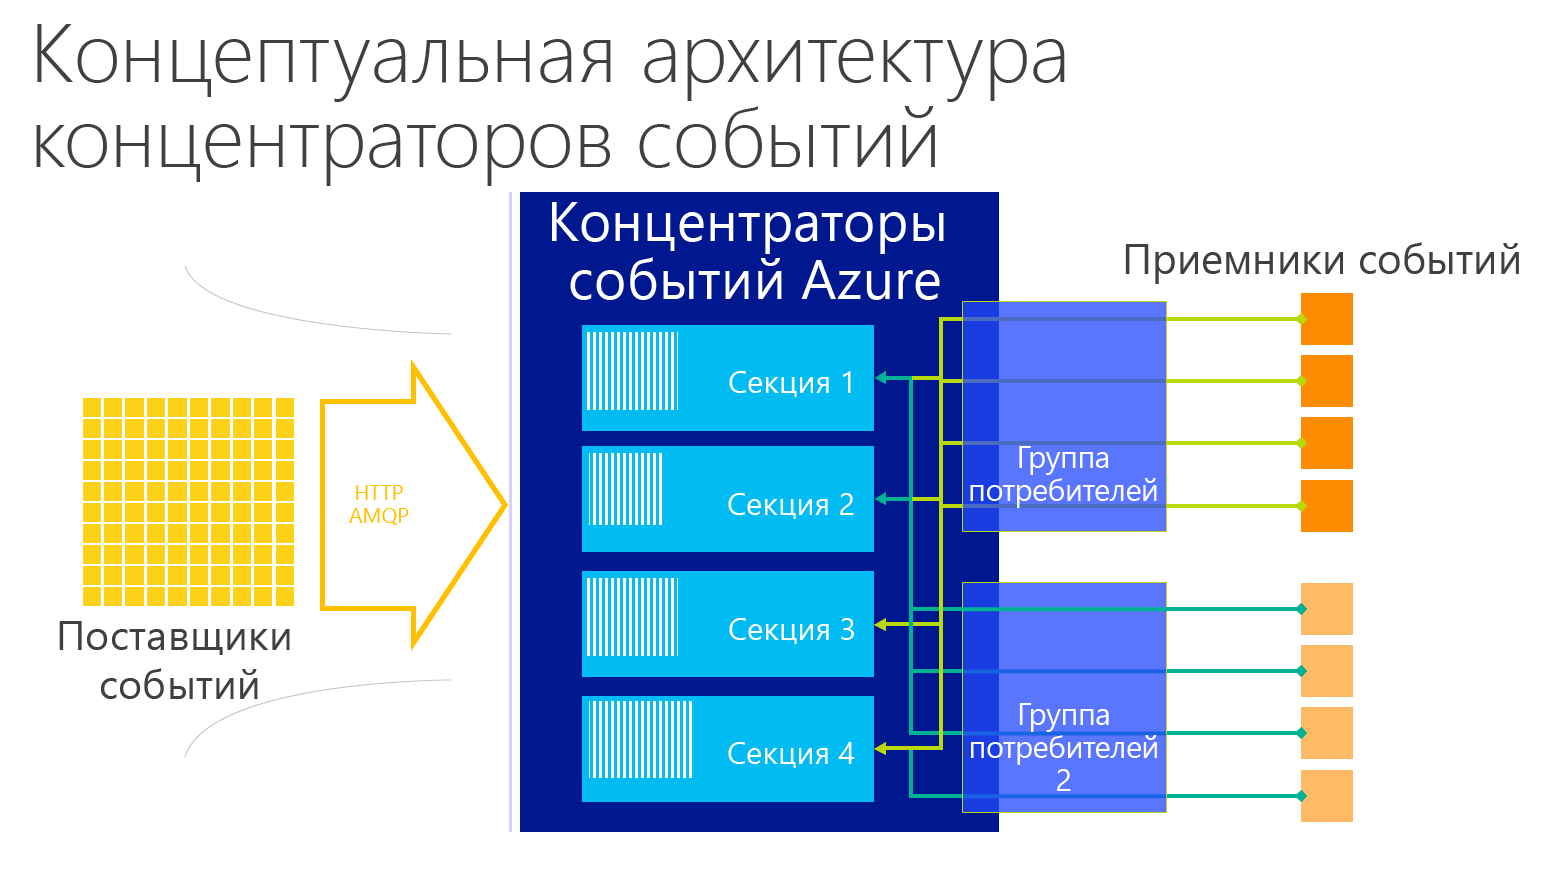 Концептуальная архитектура
концентраторов событий
Концентраторы
событий Azure
Приемники событий
Секция 1
Группа
потребителей
HTTP
AMQP
Секция 2
Поставщики
событий
Секция 3
Секция 4
Группа
потребителей
2